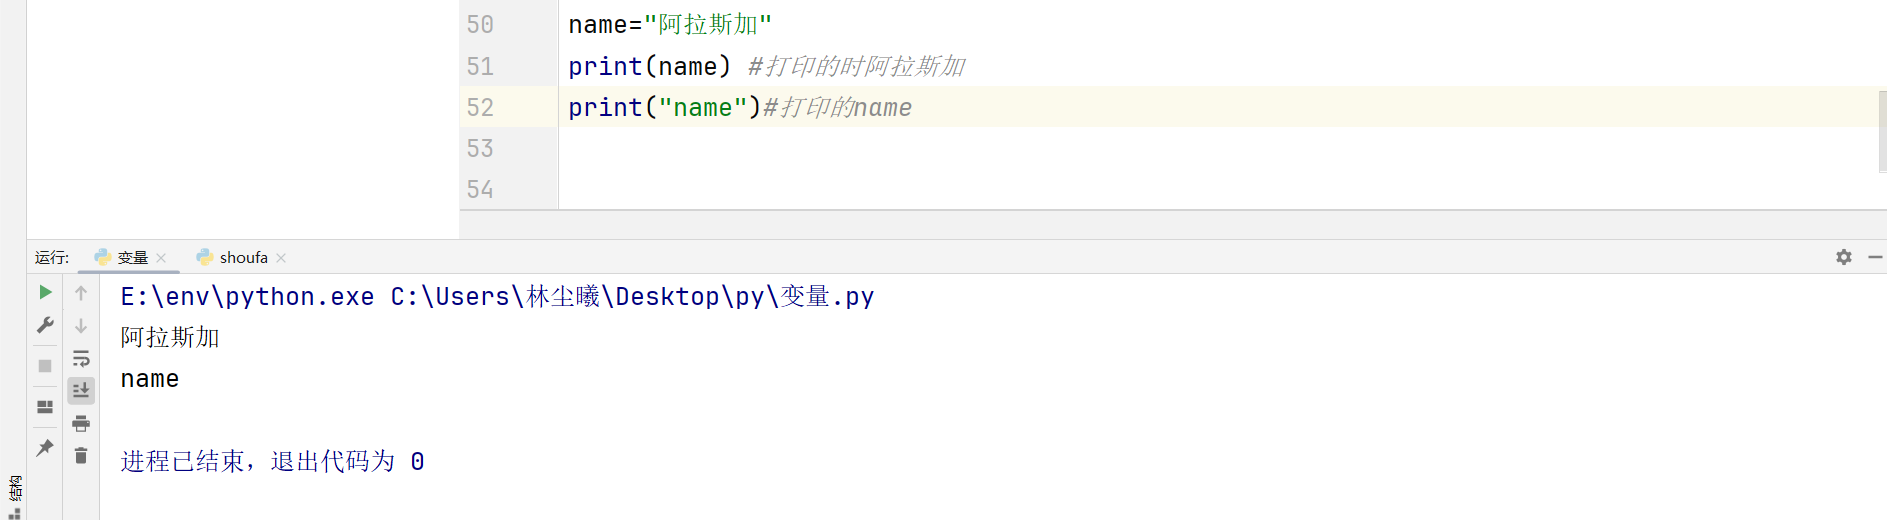 50 name="阿拉斯加"
51 print(name) #打印的时阿拉斯加
52 print("name")#打印的name
53
54
运行: 变量 shoufa
E:\env\python.exe C:\Users\林尘曦\Desktop\py\变量.py
阿拉斯加
name
进程已结束，退出代码为 0
结构